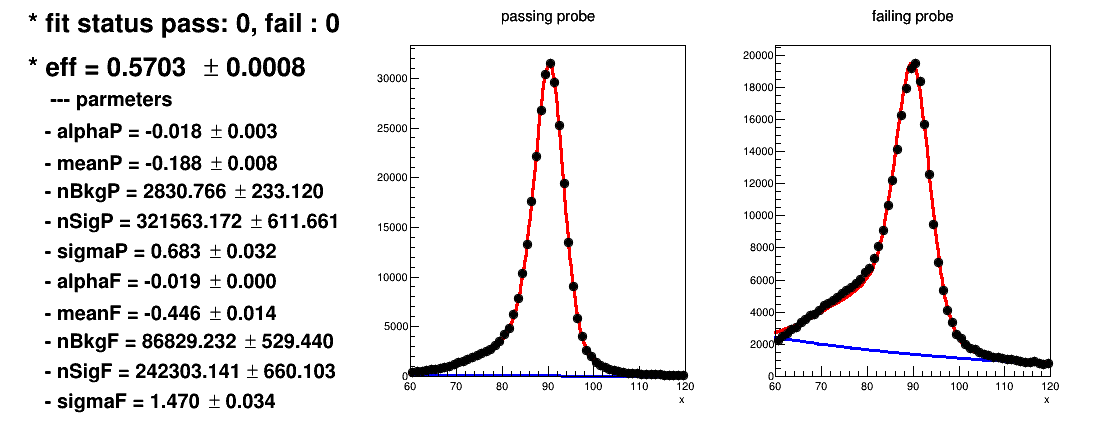 * fit status pass: 0, fail : 0
* eff = 0.5703 ± 0.0008
--- parmeters
- alphaP = -0.018 ± 0.003
- meanP = -0.188 ± 0.008
- nBkgP = 2830.766 ± 233.120
- nSigP = 321563.172 ± 611.661
- sigmaP = 0.683 ± 0.032
- alphaF = -0.019 ± 0.000
- meanF = -0.446 ± 0.014
- nBkgF = 86829.232 ± 529.440
- nSigF = 242303.141 ± 660.103
- sigmaF = 1.470 ± 0.034
passing probe
30000
25000
20000
15000
10000
5000
0
60 70 80 90 100 110 120
x
failing probe
20000
18000
16000
14000
12000
10000
8000
6000
4000
2000
0
60 70 80 90 100 110 120
x